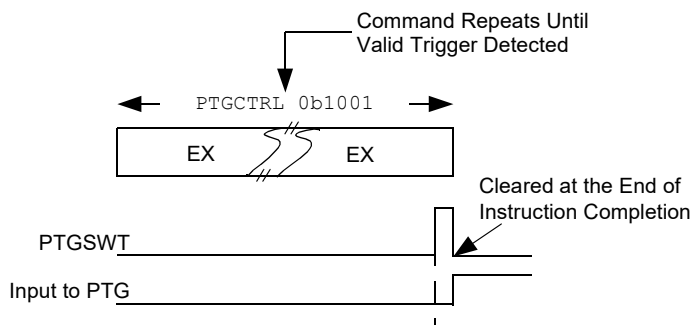 Command Repeats Until
Valid Trigger Detected
PTGCTRL 0b1001
EX EX
Cleared at the End of
Instruction Completion
PTGSWT
Input to PTG